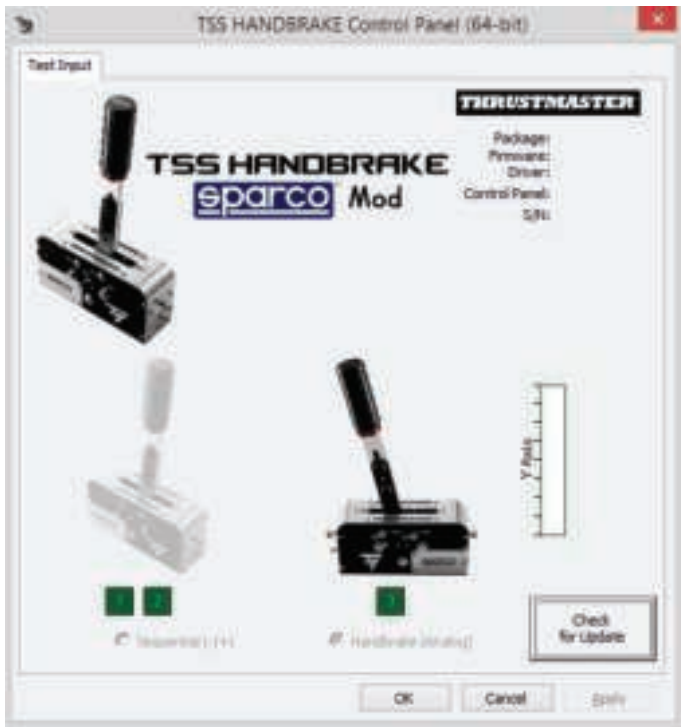 TSS HANDBRAKE Control Panel (64-bit)
Test Input
THRUSTMASTER
TSS HANDBRAKE
sparco Mod
Package:
Firmware:
Driver:
Control Panel:
S/N:
Y Axis
1 2
3
Sequential (+)
Handbrake (analog)
Check
for Update
OK Cancel Apply